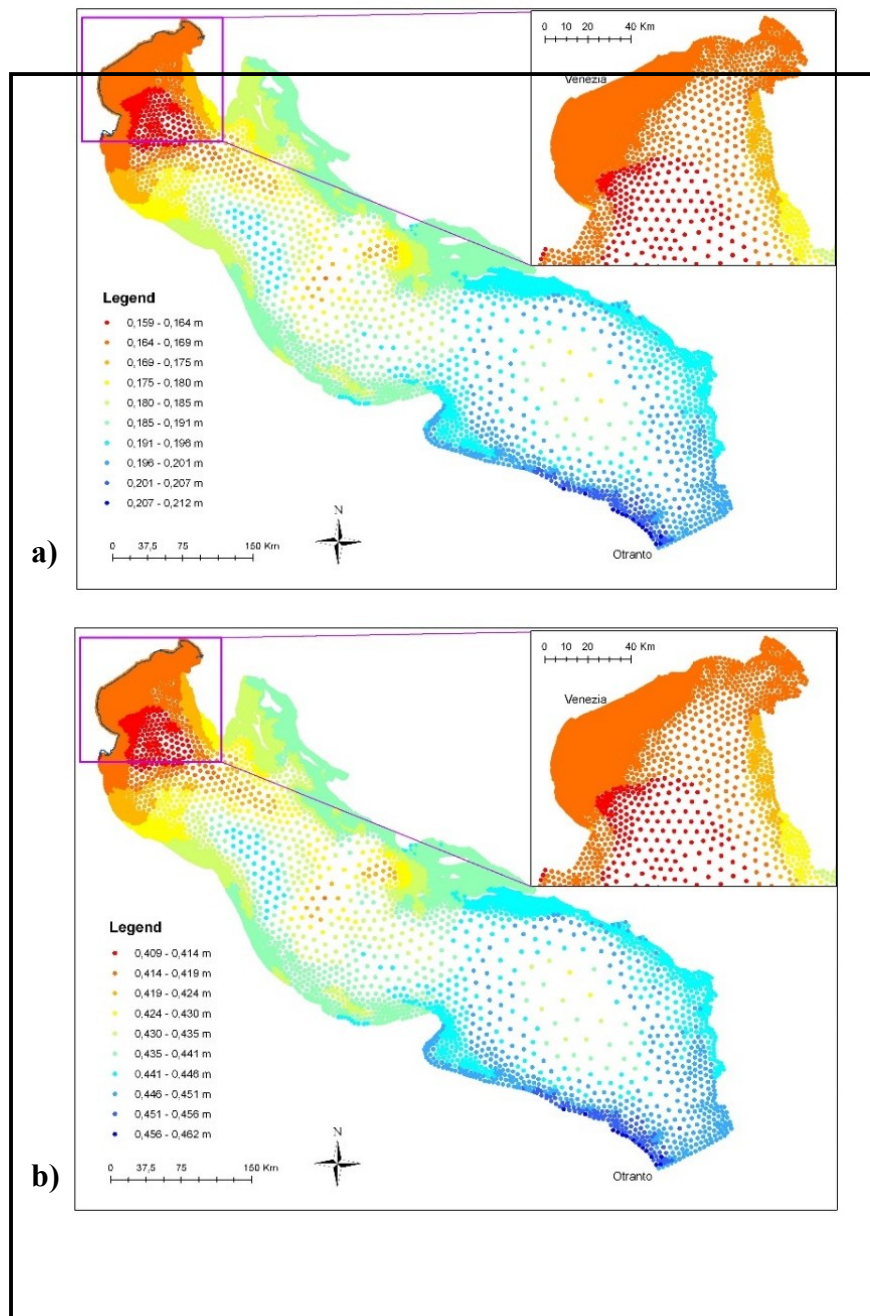 0 10 20 40 Km
Venezia
Legend
0,159 - 0,164 m
0,164 - 0,169 m
0,169 - 0,175 m
0,175 - 0,180 m
0,180 - 0,185 m
0,185 - 0,191 m
0,191 - 0,196 m
0,196 - 0,201 m
0,201 - 0,207 m
0,207 - 0,212 m
N
a)
0 37,5 75 150 Km
Otranto
0 10 20 40 Km
Venezia
Legend
0,409 - 0,414 m
0,414 - 0,419 m
0,419 - 0,424 m
0,424 - 0,430 m
0,430 - 0,435 m
0,435 - 0,441 m
0,441 - 0,446 m
0,446 - 0,451 m
0,451 - 0,456 m
0,456 - 0,462 m
N
b)
0 37,5 75 150 Km
Otranto